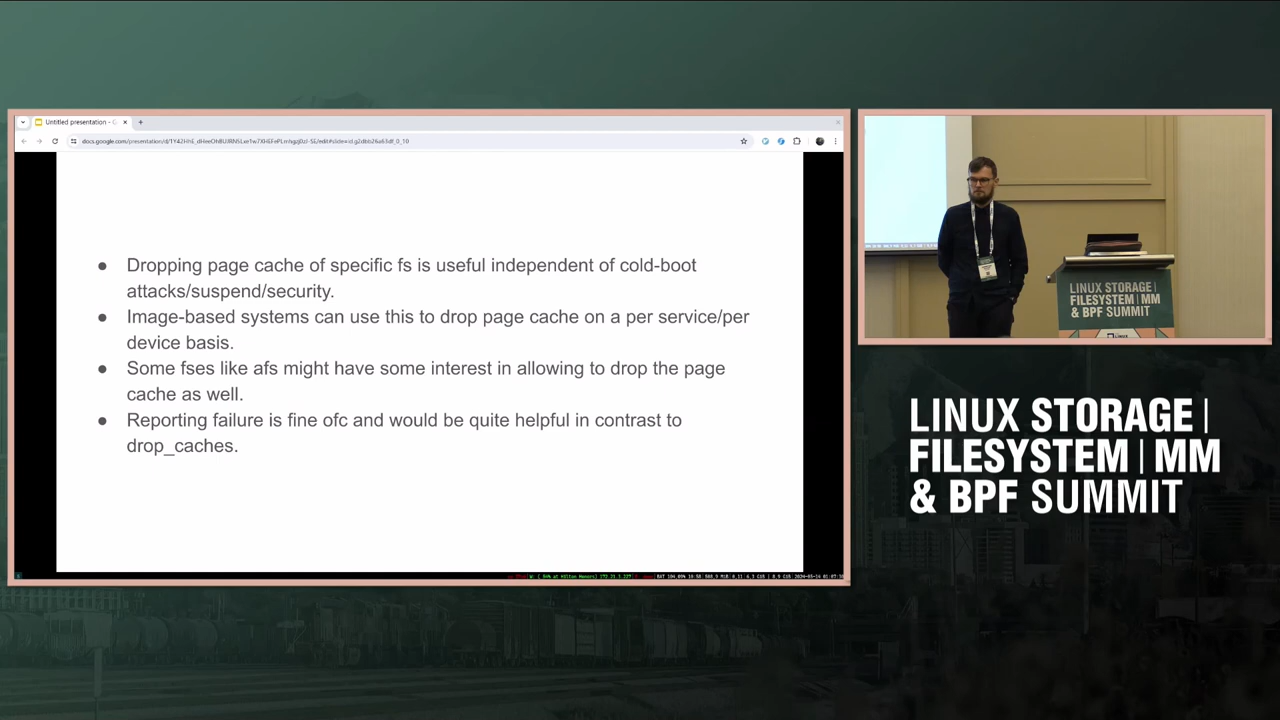 Untitled presentation - G
● Dropping page cache of specific fs is useful independent of cold-boot
attacks/suspend/security.
● Image-based systems can use this to drop page cache on a per service/per
device basis.
● Some fses like afs might have some interest in allowing to drop the page
cache as well.
● Reporting failure is fine ofc and would be quite helpful in contrast to
drop_caches.
LINUX STORAGE |
FILESYSTEM | MM
& BPF SUMMIT
LINUX STORAGE |
FILESYSTEM | MM
& BPF SUMMIT